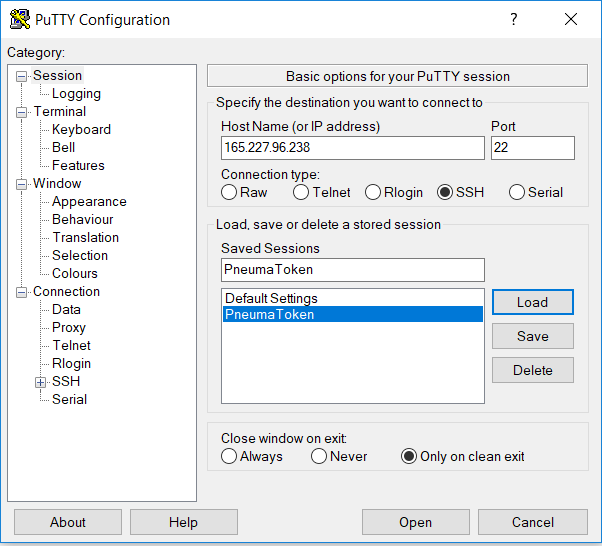 PuTTY Configuration
?
Category:
Session
Logging
Terminal
Keyboard
Bell
Features
Window
Appearance
Behaviour
Translation
Selection
Colours
Connection
Data
Proxy
Telnet
Rlogin
SSH
Serial
Basic options for your PuTTY session
Specify the destination you want to connect to
Host Name (or IP address) Port
165.227.96.238 22
Connection type:
Raw Telnet Rlogin SSH Serial
Load, save or delete a stored session
Saved Sessions
PneumaToken
Default Settings
PneumaToken
Load
Save
Delete
Close window on exit:
Always Never Only on clean exit
About Help Open Cancel